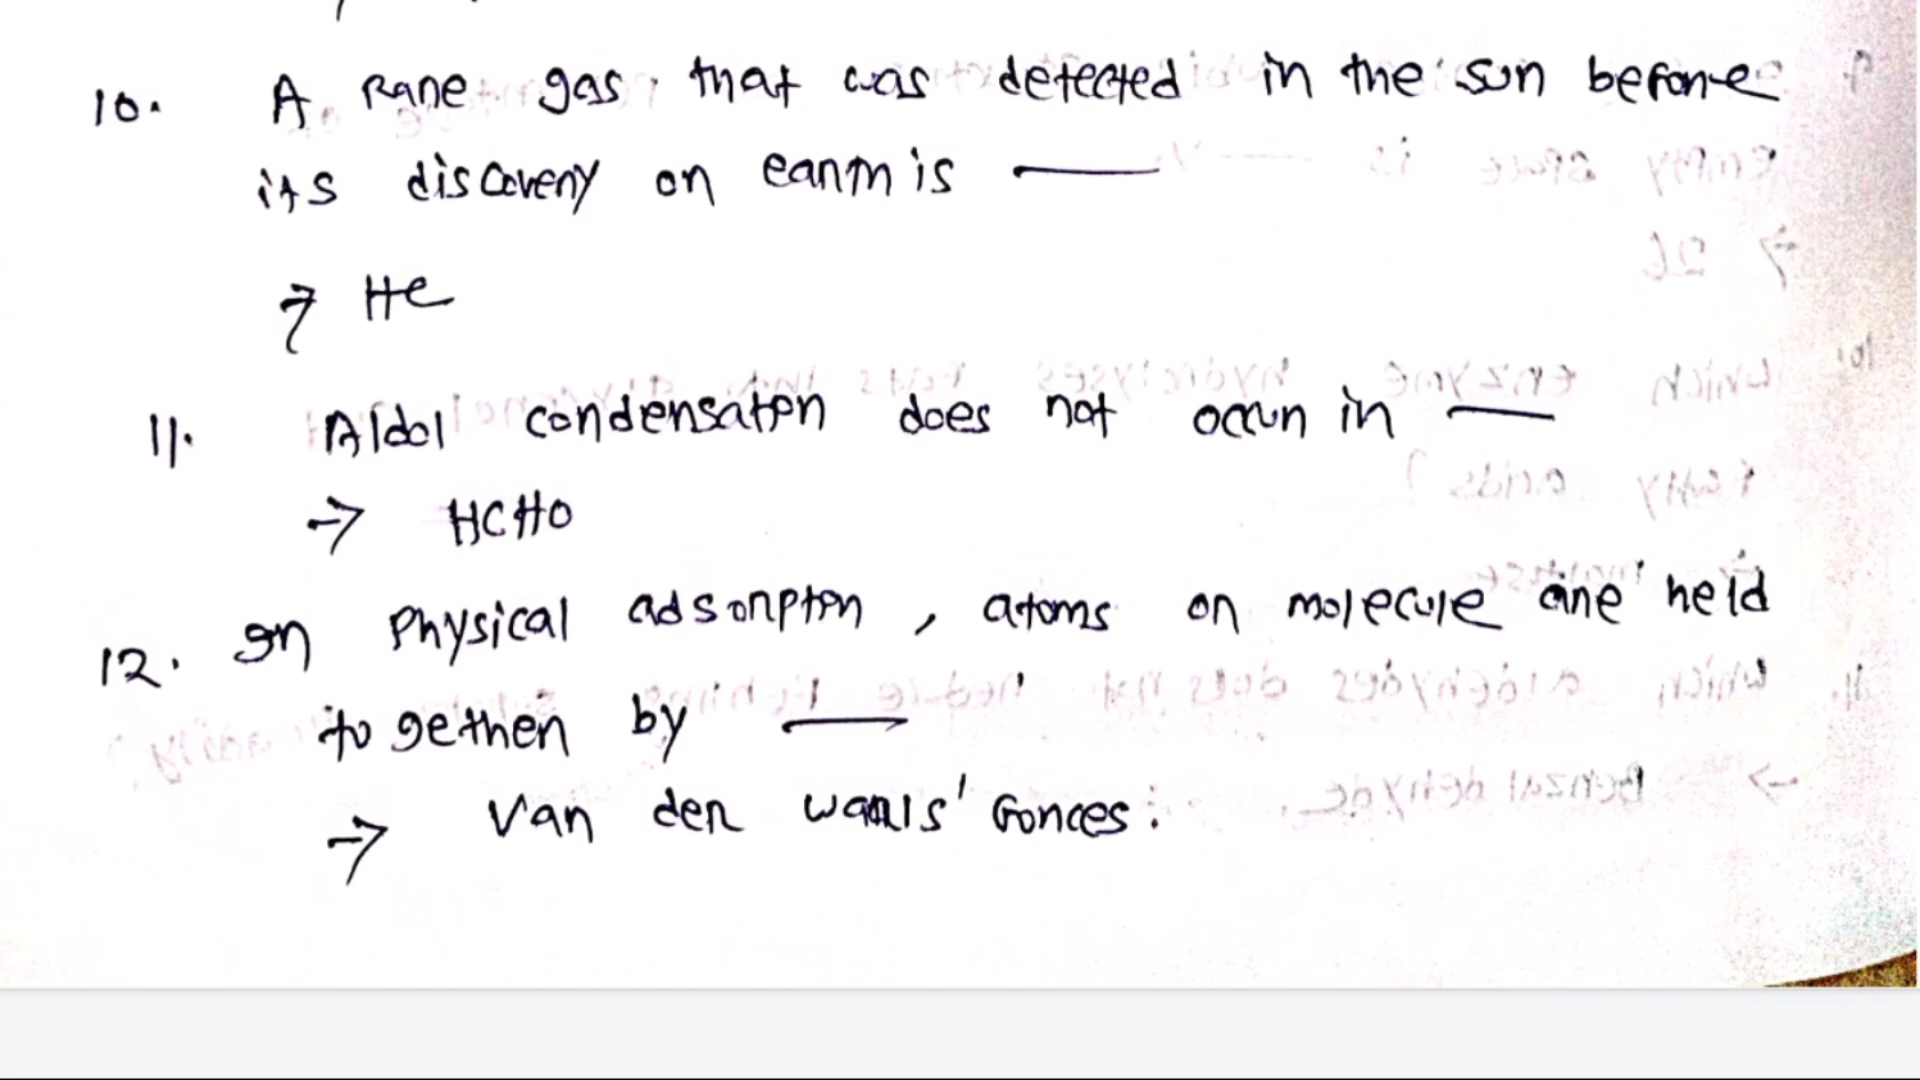 10. A Rare gas that was detected in the sun before
its discovery on earth is —
→ He
11. Aldol condensation does not occur in —
→ HCHO
12. In Physical adsorption, atoms or molecule are held
together by —
→ Van der waals' forces.